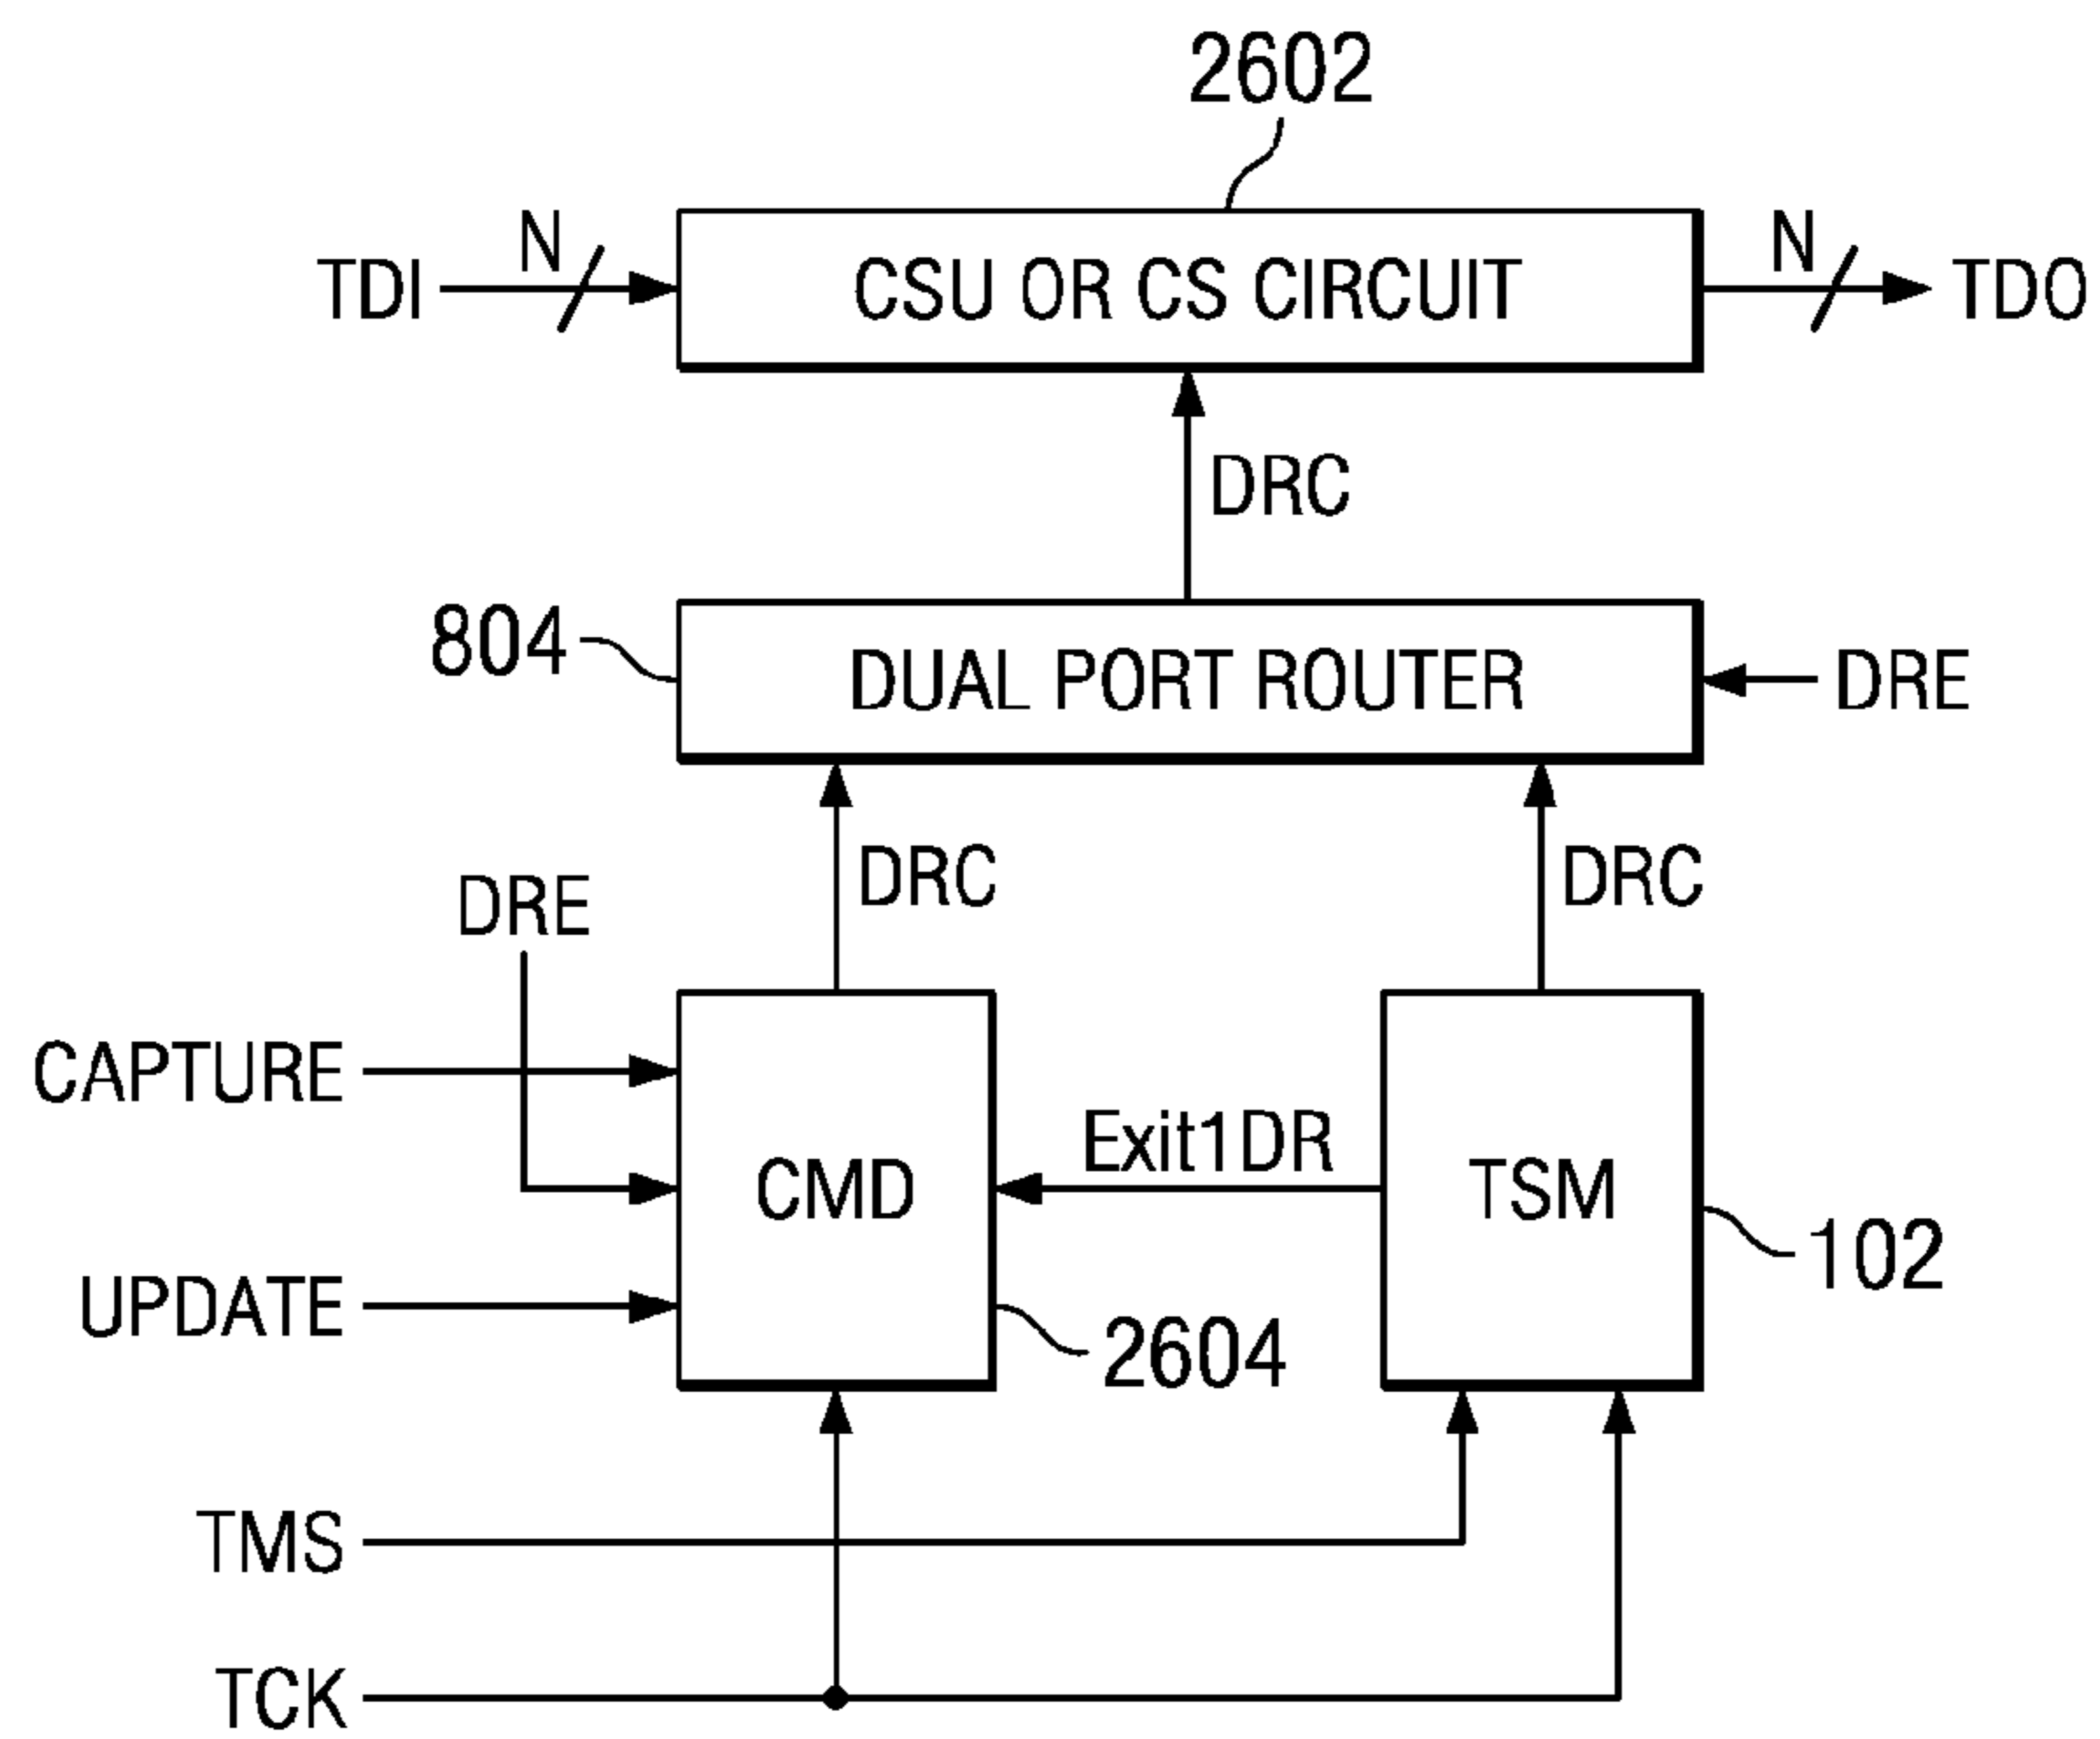 2602
N
N
TDI
CSU OR CS CIRCUIT
TDO
DRC
804
DUAL PORT ROUTER
DRE
DRC
DRC
DRE
CAPTURE
Exit1DR
CMD
TSM
102
UPDATE
2604
TMS
TCK